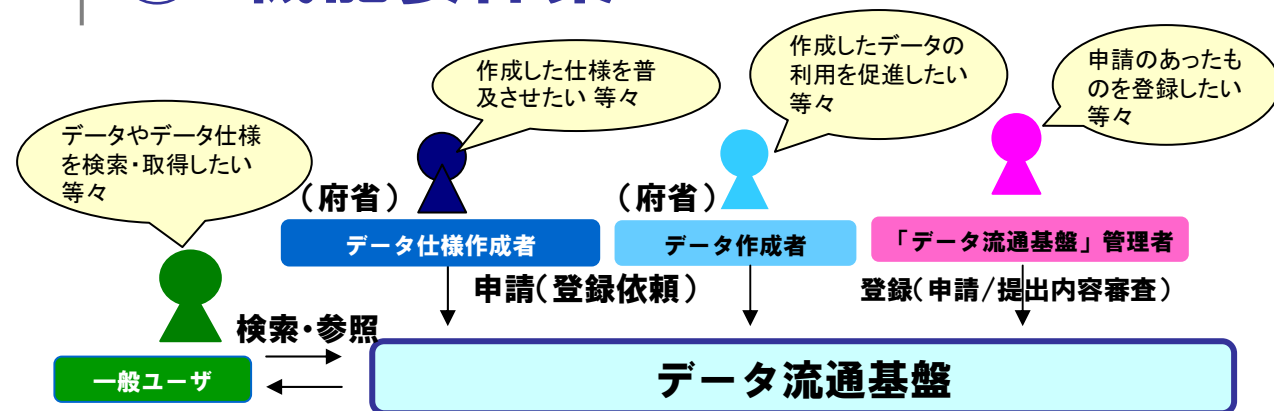 データやデータ仕様
を検索・取得したい
等々
作成した仕様を普
及させたい 等々
作成したデータの
利用を促進したい
等々
申請のあったも
のを登録したい
等々
（府省）
（府省）
データ仕様作成者
データ作成者
「データ流通基盤」管理者
申請（登録依頼）
登録（申請/提出内容審査）
検索・参照
一般ユーザ
データ流通基盤